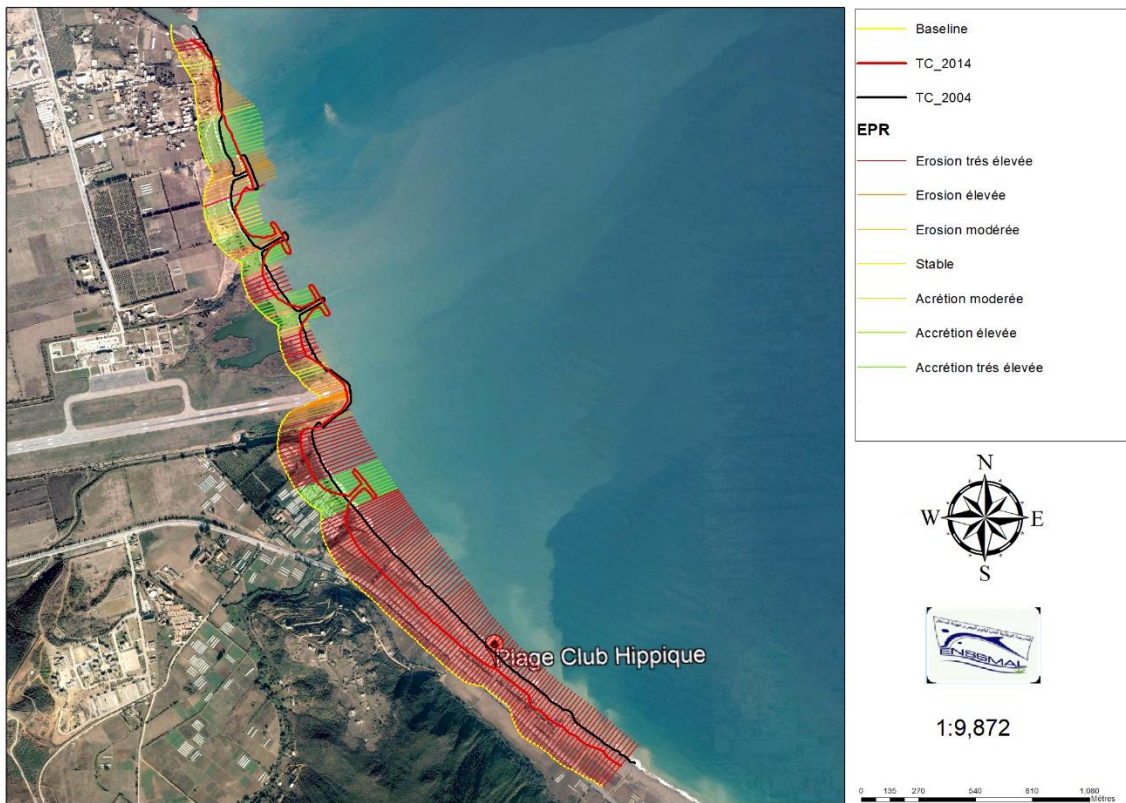 Baseline
TC_2014
TC_2004
EPR
Erosion trés élevée
Erosion élevée
Erosion modérée
Stable
Acrétion moderée
Accrétion élevée
Accrétion trés élevée
N
W E
S
ENSSMAL
Plage Club Hippique
1:9,872
0 135 270 540 810 1,080
Mètres